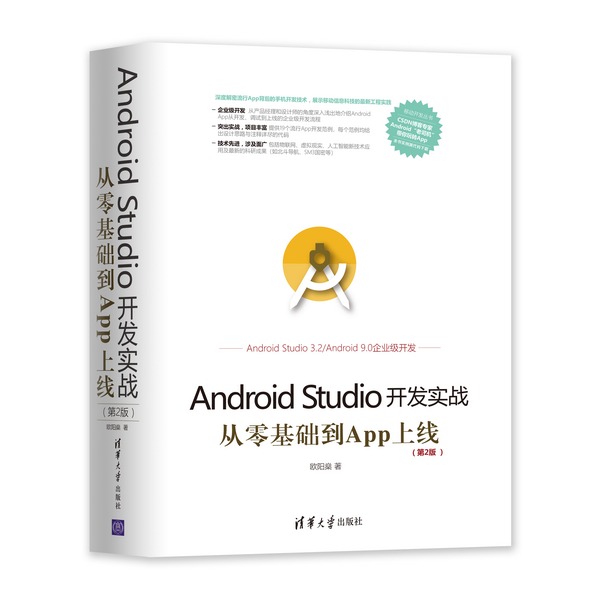 Android Studio 开发实战
从零基础到App上线
(第2版)
欧阳燊 著
清华大学出版社
深度解密流行App背后的手机开发技术,展示移动信息科技的最新工程实践
企业级开发 从产品经理和设计师的角度深入浅出地介绍Android
App从开发、调试到上线的企业级开发流程
突出实战,项目丰富 提供19个流行App开发范例,每个范例均给
出设计思路与注释详尽的代码
技术先进,涉及面广 包括物联网、虚拟现实、人工智能新技术应
用及最新的科研成果(如北斗导航、SM3国密等)
移动开发丛书
CSDN博客专家
Android“老司机”
带你玩转App
Android Studio 3.2/Android 9.0企业级开发
Android Studio 开发实战
从零基础到App上线
(第2版)
欧阳燊 著
清华大学出版社